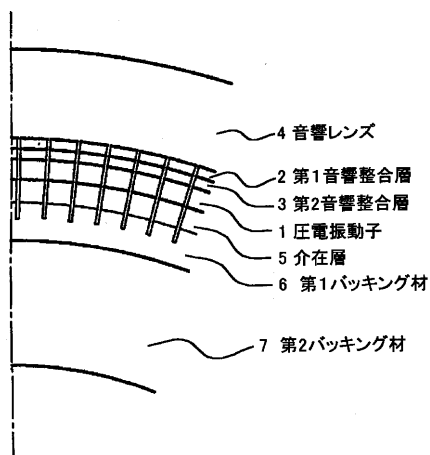 4 音響レンズ
2 第1音響整合層
3 第2音響整合層
1 圧電振動子
5 介在層
6 第1バッキング材
7 第2バッキング材